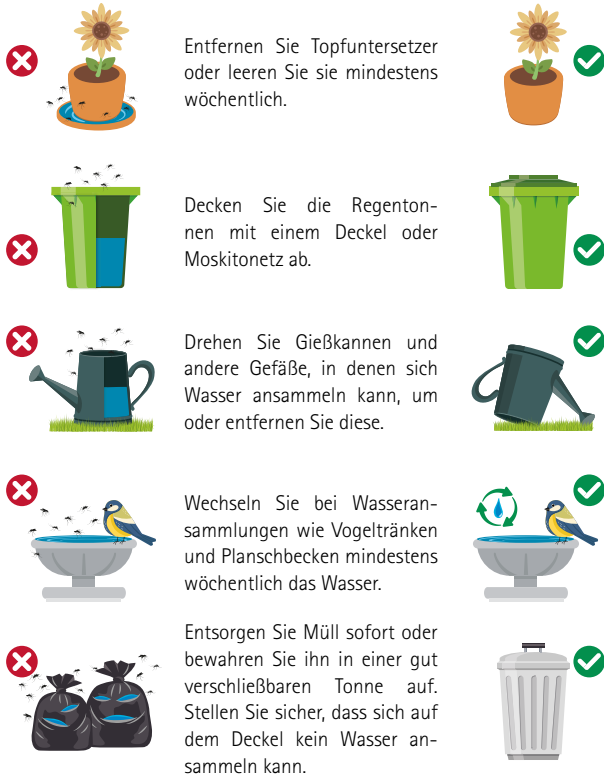 Entfernen Sie Topfuntersetzer
oder leeren Sie sie mindestens
wöchentlich.
Decken Sie die Regenton-
nen mit einem Deckel oder
Moskitonetz ab.
Drehen Sie Gießkannen und
andere Gefäße, in denen sich
Wasser ansammeln kann, um
oder entfernen Sie diese.
Wechseln Sie bei Wasseran-
sammlungen wie Vogeltränken
und Planschbecken mindestens
wöchentlich das Wasser.
Entsorgen Sie Müll sofort oder
bewahren Sie ihn in einer gut
verschließbaren Tonne auf.
Stellen Sie sicher, dass sich auf
dem Deckel kein Wasser an-
sammeln kann.